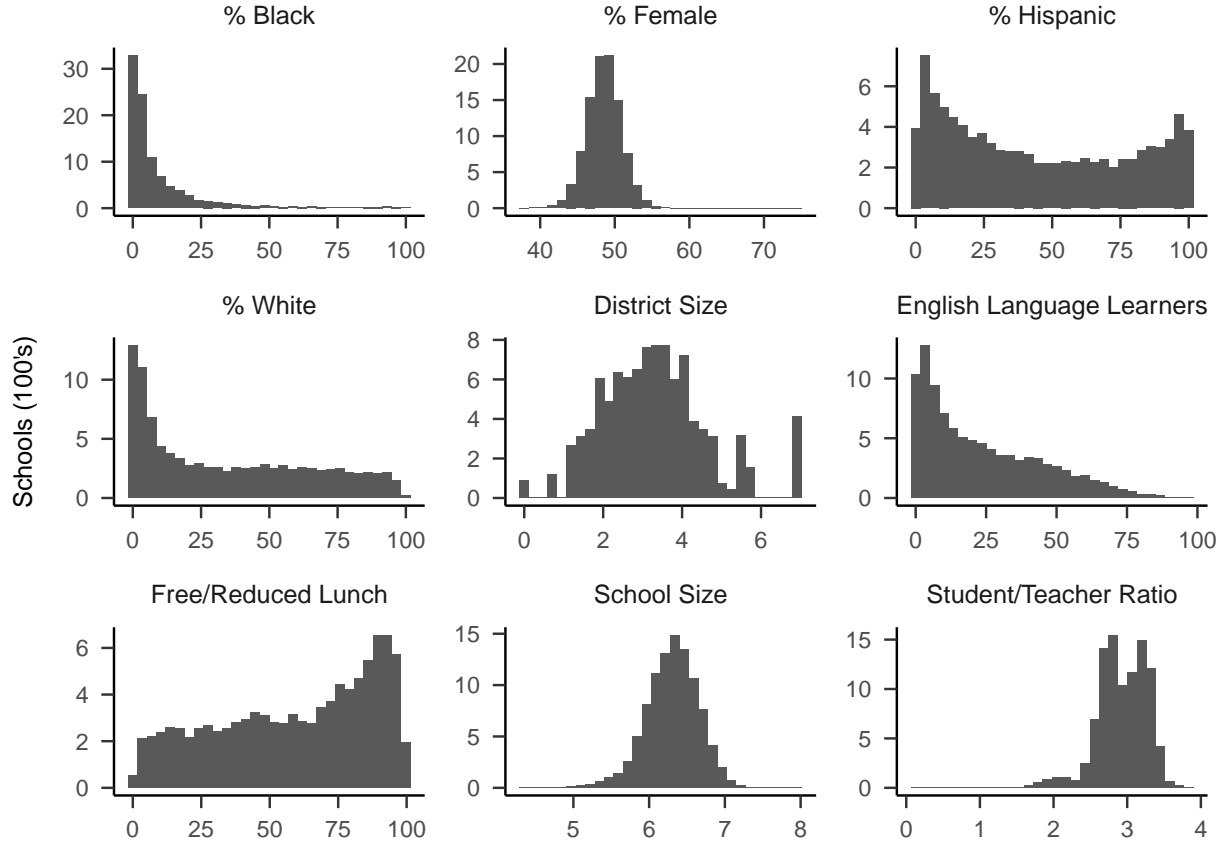 % Black
% Female
% Hispanic
30
20
10
0
0 25 50 75 100
20
15
10
5
0
40 50 60 70
6
4
2
0
0 25 50 75 100
% White
District Size
English Language Learners
Schools (100's)
10
5
0
0 25 50 75 100
8
6
4
2
0
0 2 4 6
10
5
0
0 25 50 75 100
Free/Reduced Lunch
School Size
Student/Teacher Ratio
6
4
2
0
0 25 50 75 100
15
10
5
0
5 6 7 8
15
10
5
0
0 1 2 3 4